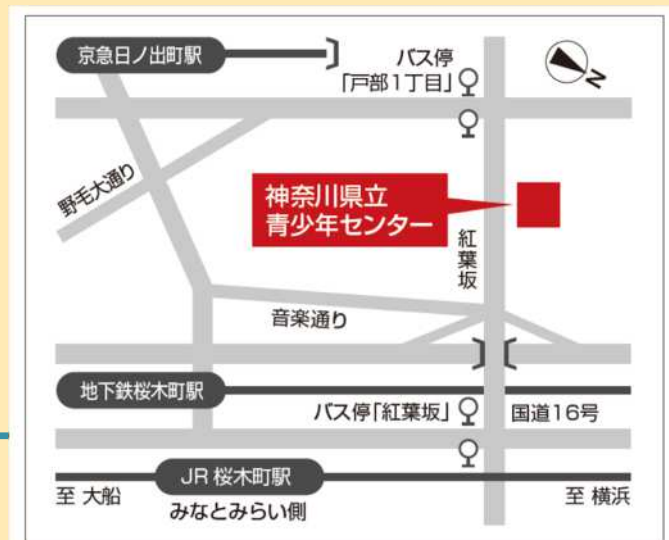 京急日ノ出町駅
バス停
「戸部1丁目」
N
野毛大通り
神奈川県立
青少年センター
紅葉坂
音楽通り
地下鉄桜木町駅
バス停「紅葉坂」
国道16号
JR 桜木町駅
至 大船
みなとみらい側
至 横浜